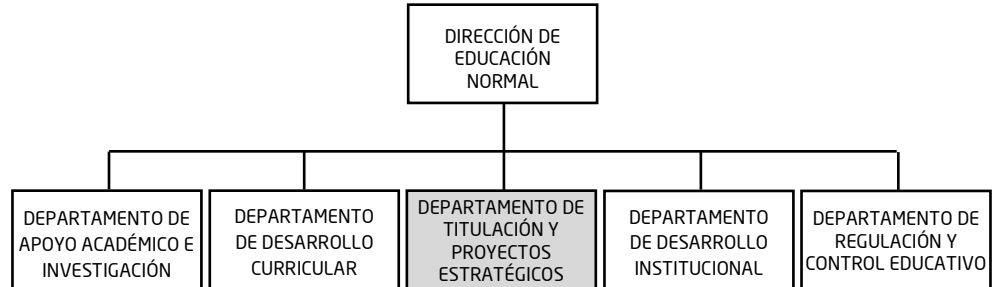 DIRECCIÓN DE
EDUCACIÓN
NORMAL
DEPARTAMENTO DE
APOYO ACADÉMICO E
INVESTIGACIÓN
DEPARTAMENTO
DE DESARROLLO
CURRICULAR
DEPARTAMENTO DE
TITULACIÓN Y
PROYECTOS
ESTRATÉGICOS
DEPARTAMENTO
DE DESARROLLO
INSTITUCIONAL
DEPARTAMENTO DE
REGULACIÓN Y
CONTROL EDUCATIVO